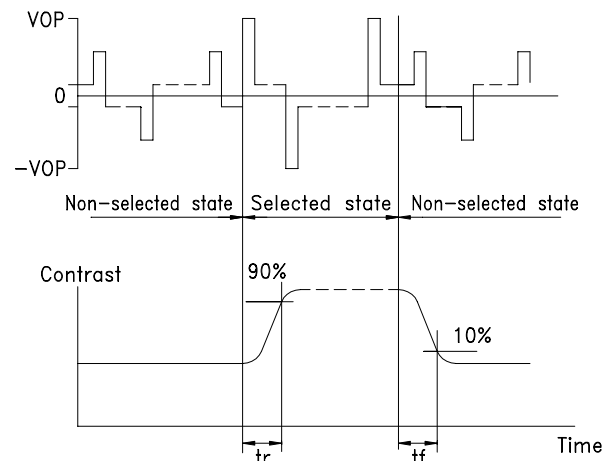 VOP
0
-VOP
Non-selected state
Selected state
Non-selected state
Contrast
90%
10%
Time
tr
tf